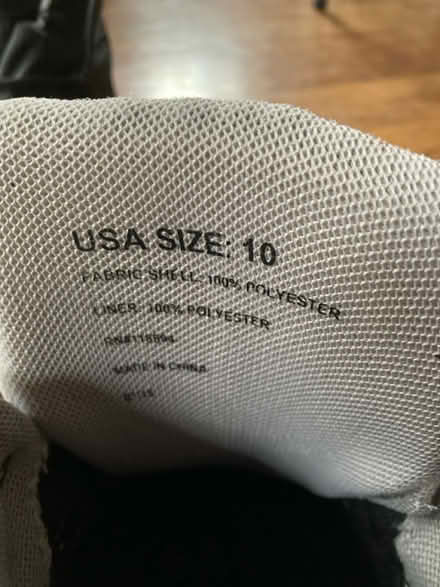 USA SIZE: 10
FABRIC SHELL: 100% POLYESTER
LINER: 100% POLYESTER
MADE IN CHINA